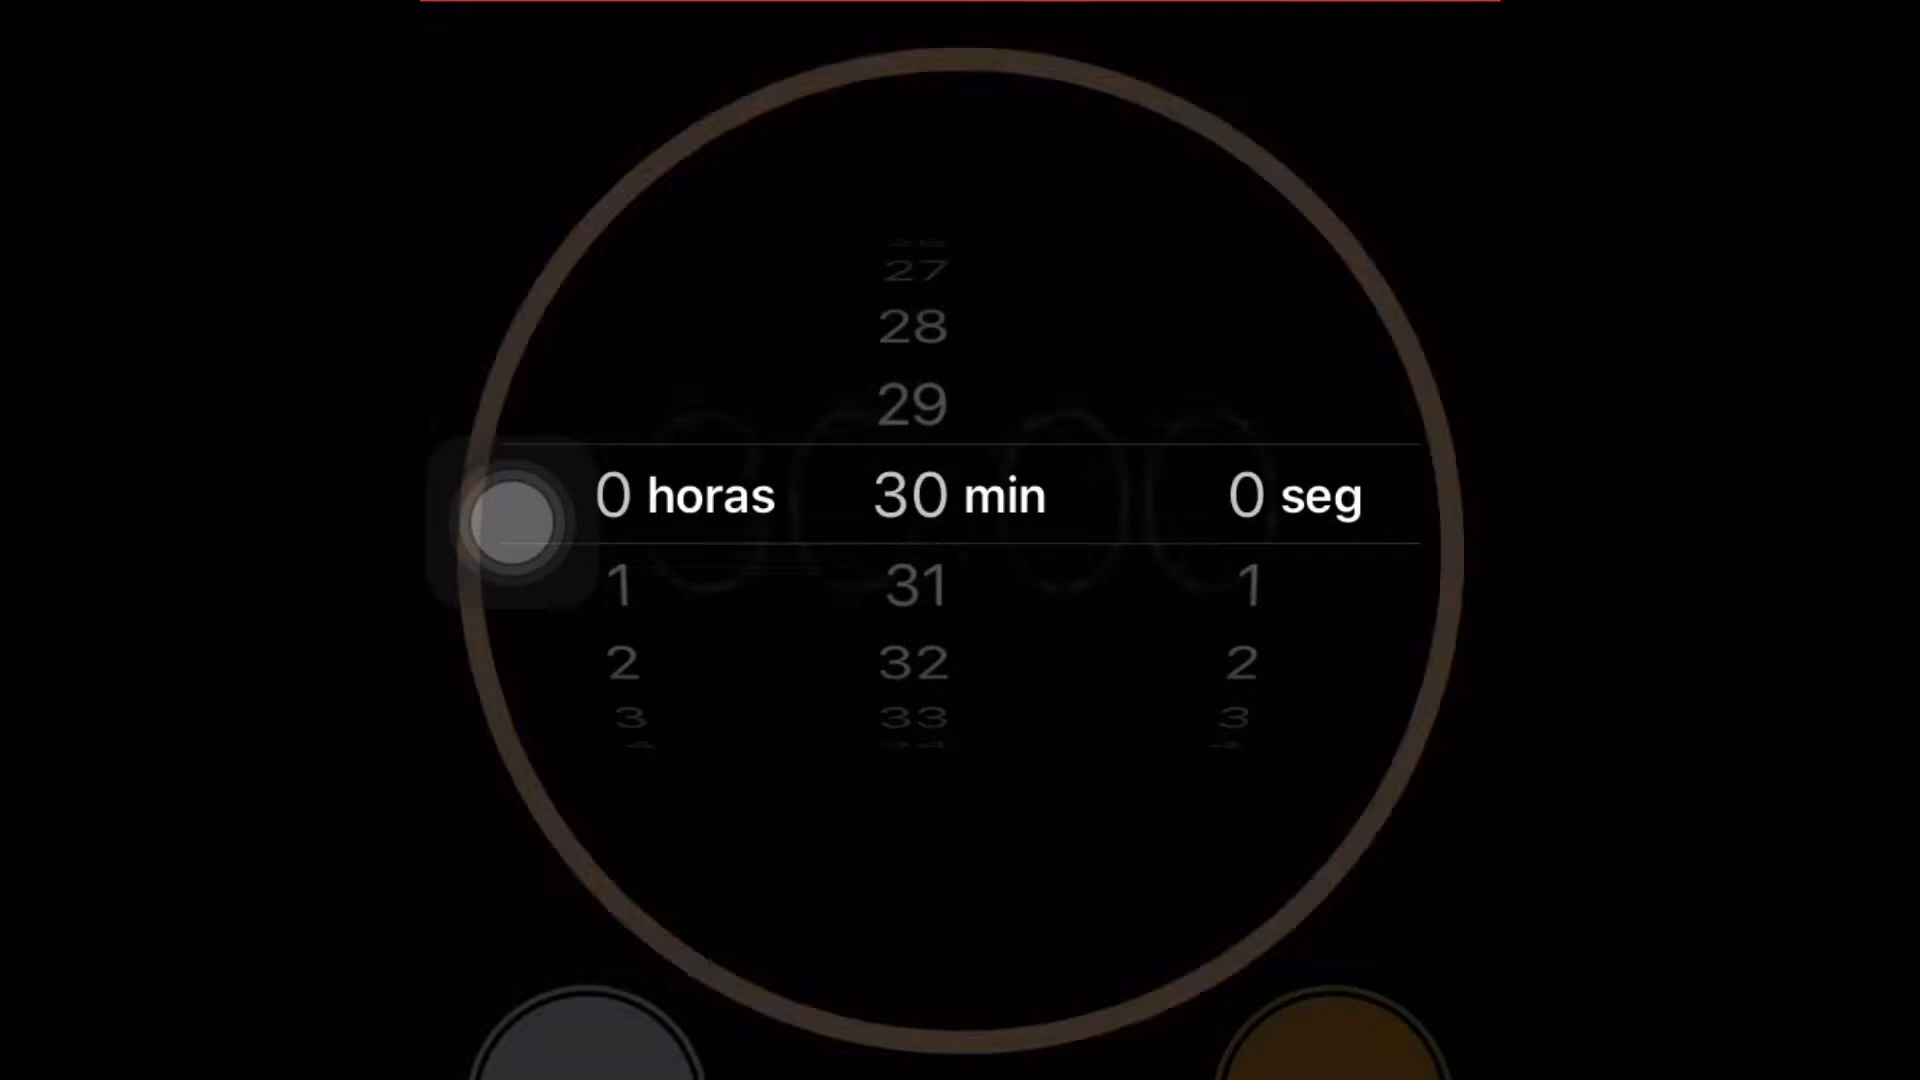 27
28
29
0 horas 30 min 0 seg
1 31 1
2 32 2
3 33 3